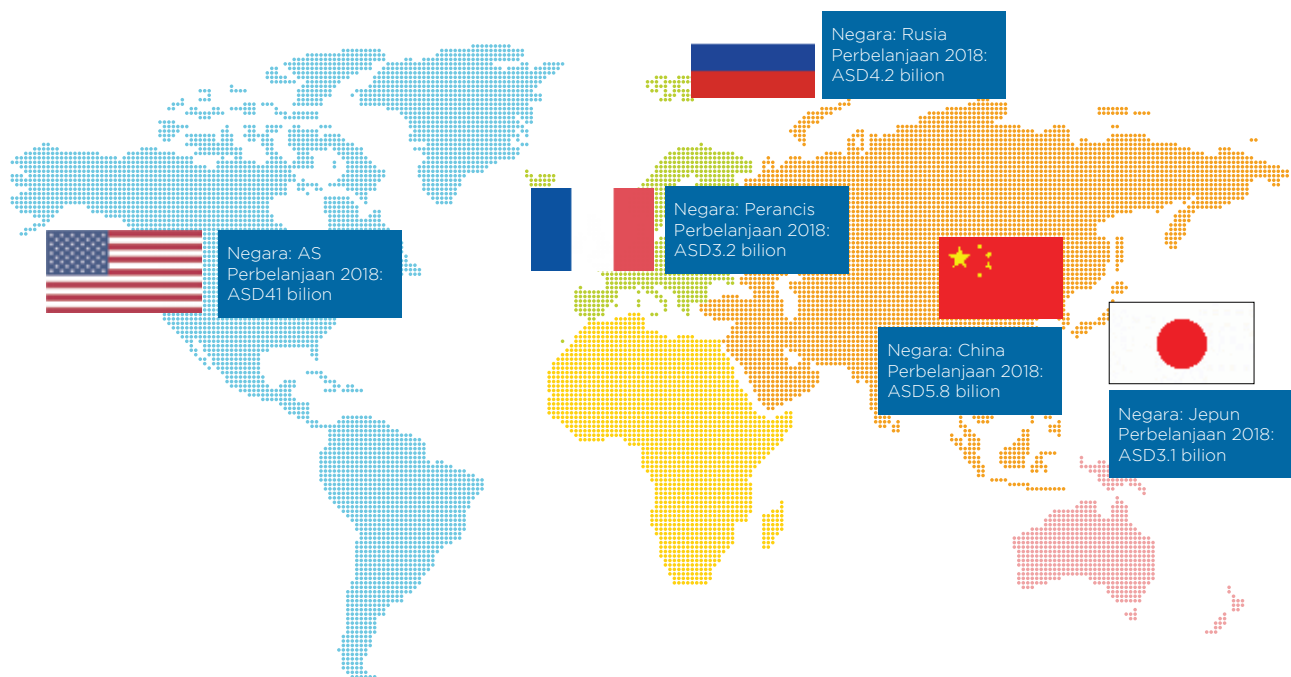 Negara: Rusia
Perbelanjaan 2018:
ASD4.2 bilion
Negara: Perancis
Perbelanjaan 2018:
ASD3.2 bilion
Negara: AS
Perbelanjaan 2018:
ASD41 bilion
Negara: China
Perbelanjaan 2018:
ASD5.8 bilion
Negara: Jepun
Perbelanjaan 2018:
ASD3.1 bilion